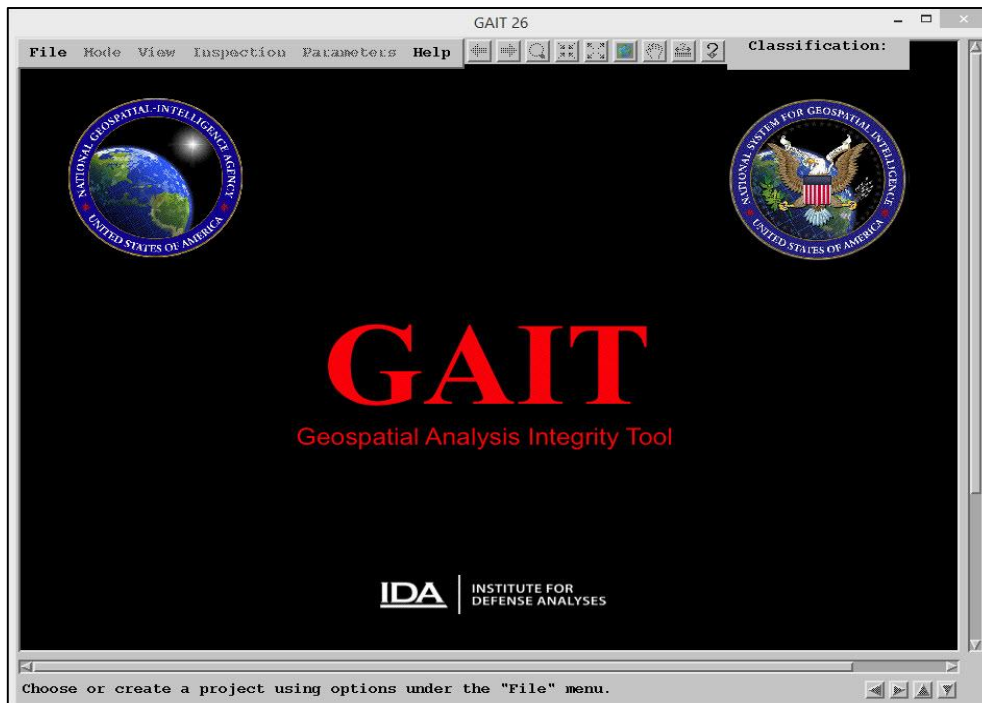 GAIT 26
File Mode View Inspection Parameters Help Classification:
NATIONAL GEOSPATIAL-INTELLIGENCE AGENCY
UNITED STATES OF AMERICA
NATIONAL SYSTEM FOR GEOSPATIAL INTELLIGENCE
UNITED STATES OF AMERICA
GAIT
Geospatial Analysis Integrity Tool
IDA
INSTITUTE FOR
DEFENSE ANALYSES
Choose or create a project using options under the "File" menu.